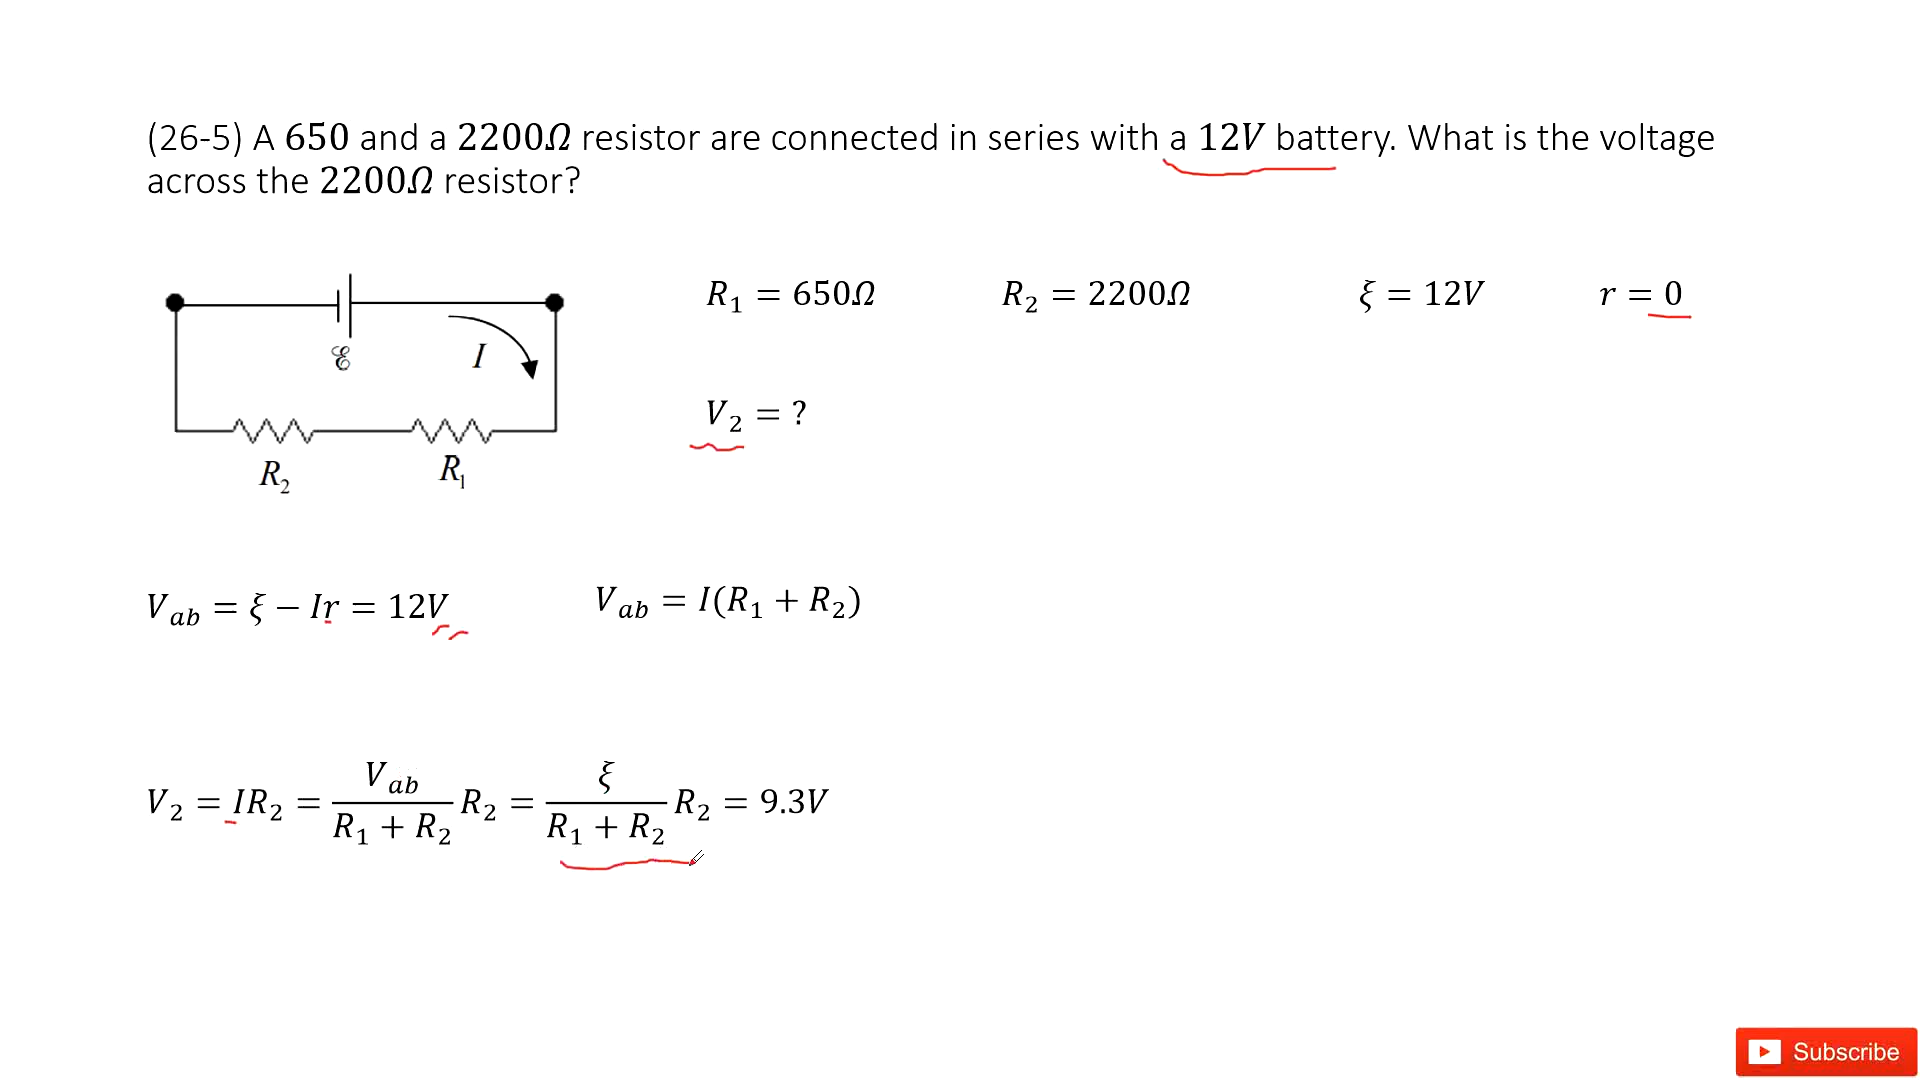 (26-5) A 650 and a 2200Ω resistor are connected in series with a 12V battery. What is the voltage
across the 2200Ω resistor?
R₁ = 650Ω R₂ = 2200Ω ξ = 12V r = 0
ℰ I
V₂ = ?
R₂ R₁
V_ab = ξ − Ir = 12V V_ab = I(R₁ + R₂)
V₂ = IR₂ = V_ab/(R₁ + R₂) R₂ = ξ/(R₁ + R₂) R₂ = 9.3V
Subscribe